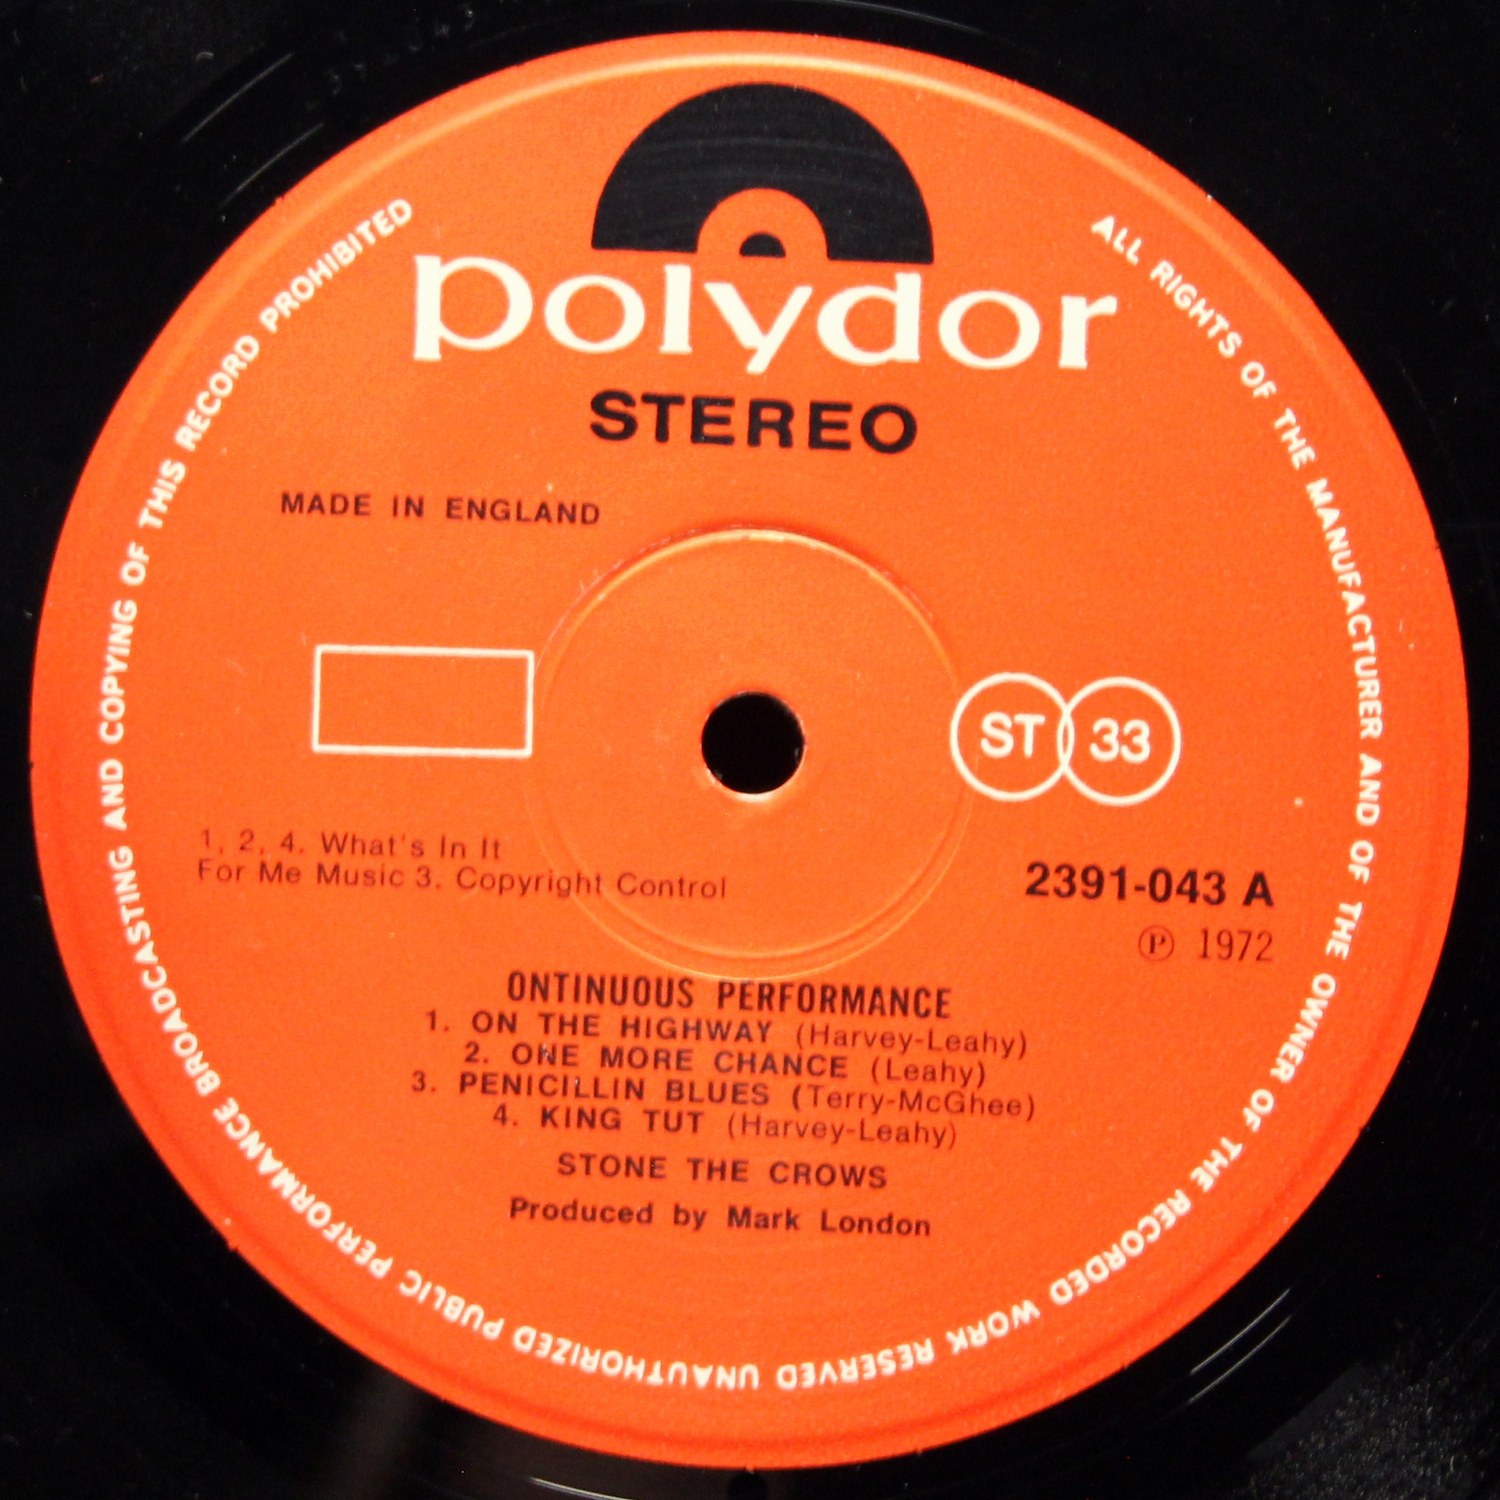 polydor
STEREO
MADE IN ENGLAND
ST 33
1, 2, 4. What's In It
For Me Music 3. Copyright Control
2391-043 A
Ⓟ 1972
ONTINUOUS PERFORMANCE
1. ON THE HIGHWAY (Harvey-Leahy)
2. ONE MORE CHANCE (Leahy)
3. PENICILLIN BLUES (Terry-McGhee)
4. KING TUT (Harvey-Leahy)
STONE THE CROWS
Produced by Mark London
ALL RIGHTS OF THE MANUFACTURER AND OF THE OWNER OF THE RECORDED WORK RESERVED UNAUTHORIZED PUBLIC PERFORMANCE BROADCASTING AND COPYING OF THIS RECORD PROHIBITED